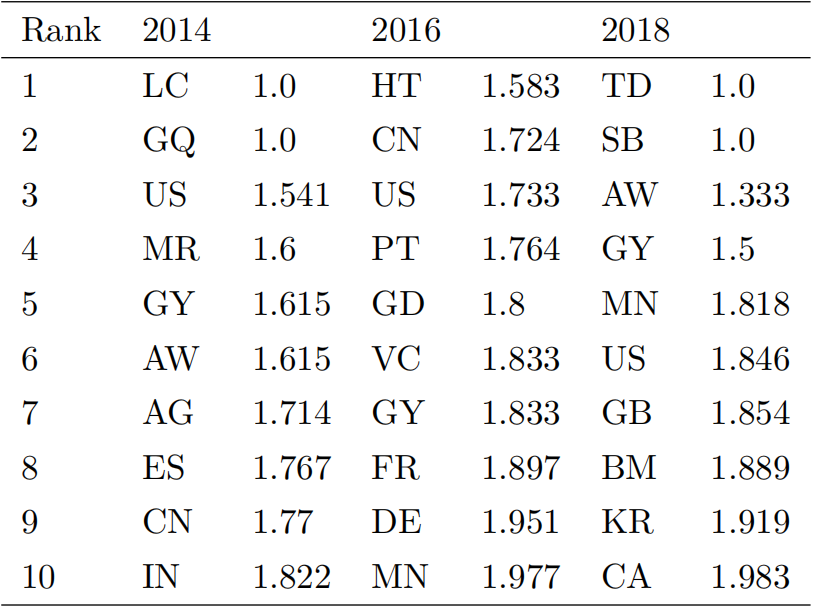 Rank 2014 2016 2018
1 LC 1.0 HT 1.583 TD 1.0
2 GQ 1.0 CN 1.724 SB 1.0
3 US 1.541 US 1.733 AW 1.333
4 MR 1.6 PT 1.764 GY 1.5
5 GY 1.615 GD 1.8 MN 1.818
6 AW 1.615 VC 1.833 US 1.846
7 AG 1.714 GY 1.833 GB 1.854
8 ES 1.767 FR 1.897 BM 1.889
9 CN 1.77 DE 1.951 KR 1.919
10 IN 1.822 MN 1.977 CA 1.983